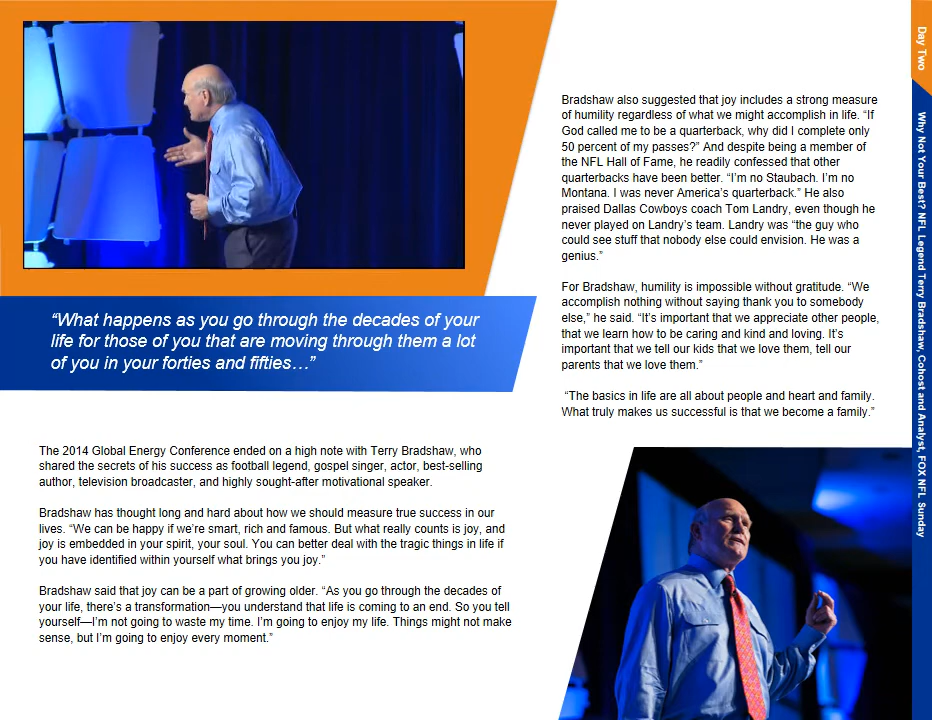 “What happens as you go through the decades of your
life for those of you that are moving through them a lot
of you in your forties and fifties…”
The 2014 Global Energy Conference ended on a high note with Terry Bradshaw, who
shared the secrets of his success as football legend, gospel singer, actor, best-selling
author, television broadcaster, and highly sought-after motivational speaker.
Bradshaw has thought long and hard about how we should measure true success in our
lives. “We can be happy if we’re smart, rich and famous. But what really counts is joy, and
joy is embedded in your spirit, your soul. You can better deal with the tragic things in life if
you have identified within yourself what brings you joy.”
Bradshaw said that joy can be a part of growing older. “As you go through the decades of
your life, there’s a transformation—you understand that life is coming to an end. So you tell
yourself—I’m not going to waste my time. I’m going to enjoy my life. Things might not make
sense, but I’m going to enjoy every moment.”
Bradshaw also suggested that joy includes a strong measure
of humility regardless of what we might accomplish in life. “If
God called me to be a quarterback, why did I complete only
50 percent of my passes?” And despite being a member of
the NFL Hall of Fame, he readily confessed that other
quarterbacks have been better. “I’m no Staubach. I’m no
Montana. I was never America’s quarterback.” He also
praised Dallas Cowboys coach Tom Landry, even though he
never played on Landry’s team. Landry was “the guy who
could see stuff that nobody else could envision. He was a
genius.”
For Bradshaw, humility is impossible without gratitude. “We
accomplish nothing without saying thank you to somebody
else,” he said. “It’s important that we appreciate other people,
that we learn how to be caring and kind and loving. It’s
important that we tell our kids that we love them, tell our
parents that we love them.”
“The basics in life are all about people and heart and family.
What truly makes us successful is that we become a family.”
Day Two
Why Not Your Best? NFL Legend Terry Bradshaw, Cohost and Analyst, FOX NFL Sunday